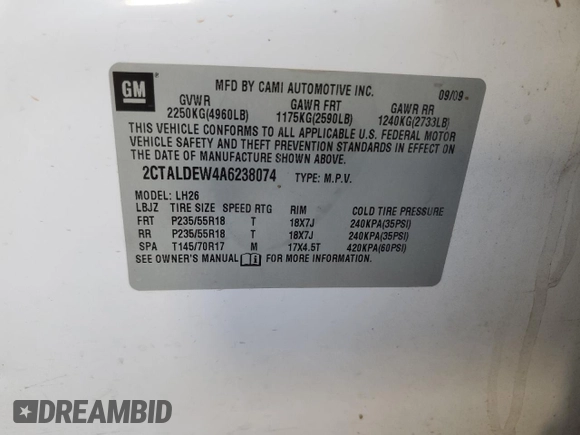 GM
MFD BY CAMI AUTOMOTIVE INC. 09/09
GVWR GAWR FRT GAWR RR
2250KG(4960LB) 1175KG(2590LB) 1240KG(2733LB)
THIS VEHICLE CONFORMS TO ALL APPLICABLE U.S. FEDERAL MOTOR
VEHICLE SAFETY AND THEFT PREVENTION STANDARDS IN EFFECT ON
THE DATE OF MANUFACTURE SHOWN ABOVE.
2CTALDEW4A6238074 TYPE: M.P.V.
MODEL: LH26
LBJZ TIRE SIZE SPEED RTG RIM COLD TIRE PRESSURE
FRT P235/55R18 T 18X7J 240KPA(35PSI)
RR P235/55R18 T 18X7J 240KPA(35PSI)
SPA T145/70R17 M 17X4.5T 420KPA(60PSI)
SEE OWNER'S MANUAL FOR MORE INFORMATION.
DREAMBID